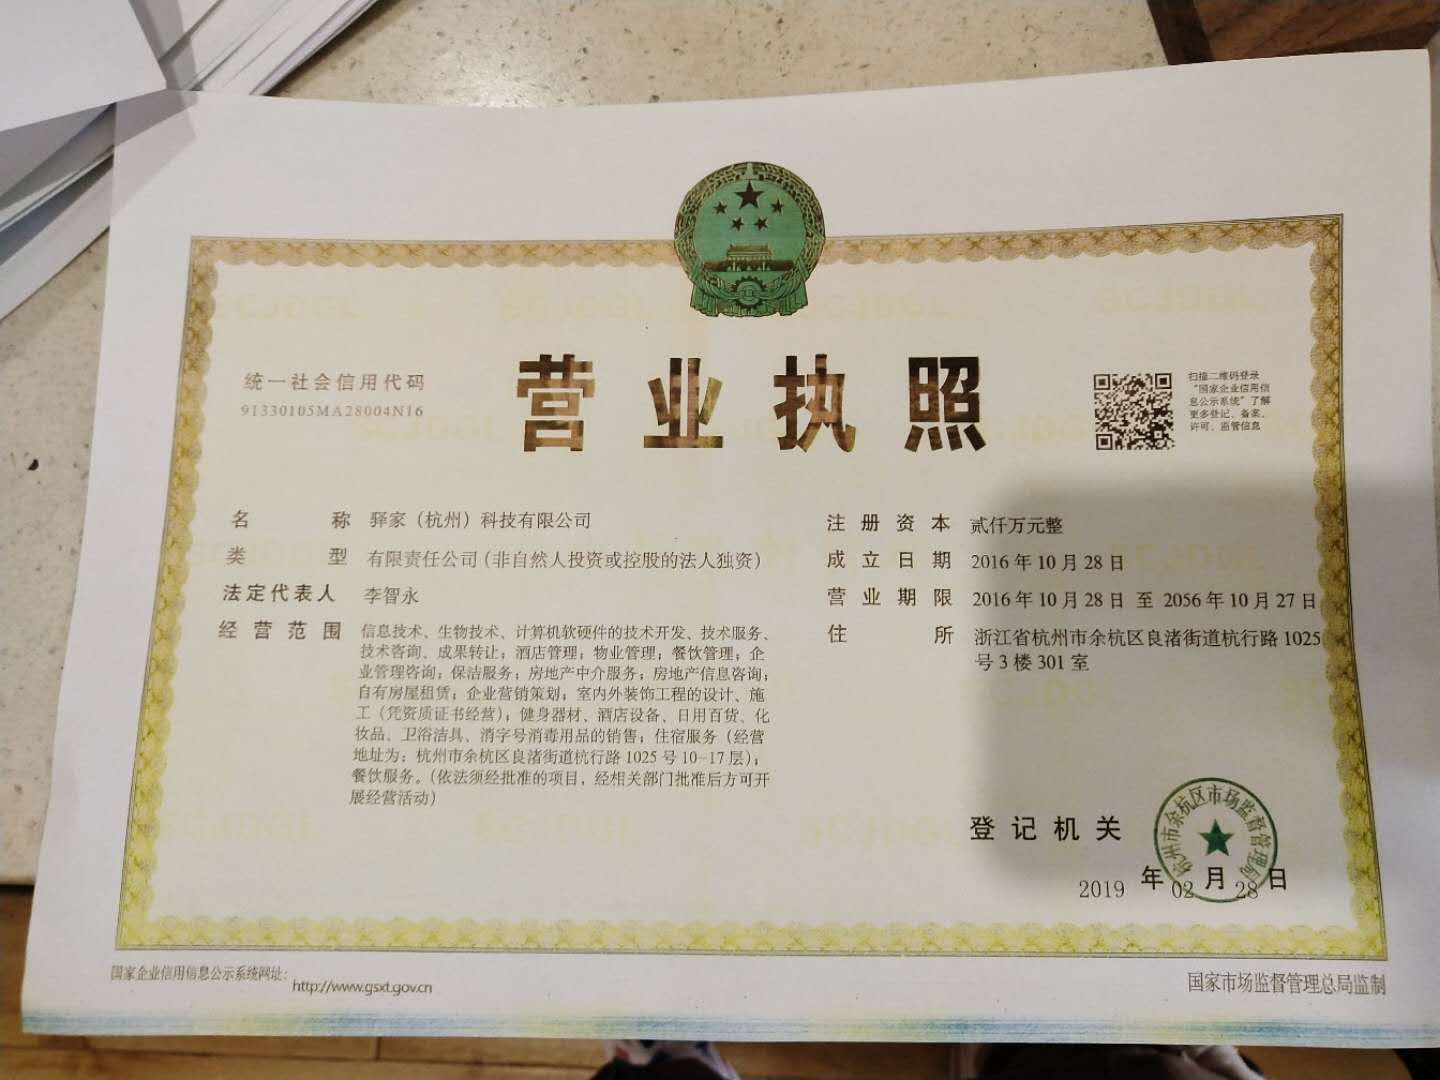 统一社会信用代码
91330105MA28004N16
营业执照
扫描二维码登录
“国家企业信用信
息公示系统”了解
更多登记、备案、
许可、监管信息
名称 驿家（杭州）科技有限公司
类型 有限责任公司(非自然人投资或控股的法人独资)
法定代表人 李智永
经营范围 信息技术、生物技术、计算机软硬件的技术开发、技术服务、
技术咨询、成果转让；酒店管理；物业管理；餐饮管理；企
业管理咨询；保洁服务；房地产中介服务；房地产信息咨询；
自有房屋租赁；企业营销策划；室内外装饰工程的设计、施
工（凭资质证书经营）；健身器材、酒店设备、日用百货、化
妆品、卫浴洁具、消字号消毒用品的销售；住宿服务（经营
地址为：杭州市余杭区良渚街道杭行路1025号10-17层）；
餐饮服务。（依法须经批准的项目，经相关部门批准后方可开
展经营活动）
注册资本 贰仟万元整
成立日期 2016年10月28日
营业期限 2016年10月28日 至 2056年10月27日
住所 浙江省杭州市余杭区良渚街道杭行路1025
号3楼301室
登记机关
杭州市余杭区市场监督管理局
2019 年 02 月 28 日
国家企业信用信息公示系统网址：
http://www.gsxt.gov.cn
国家市场监督管理总局监制